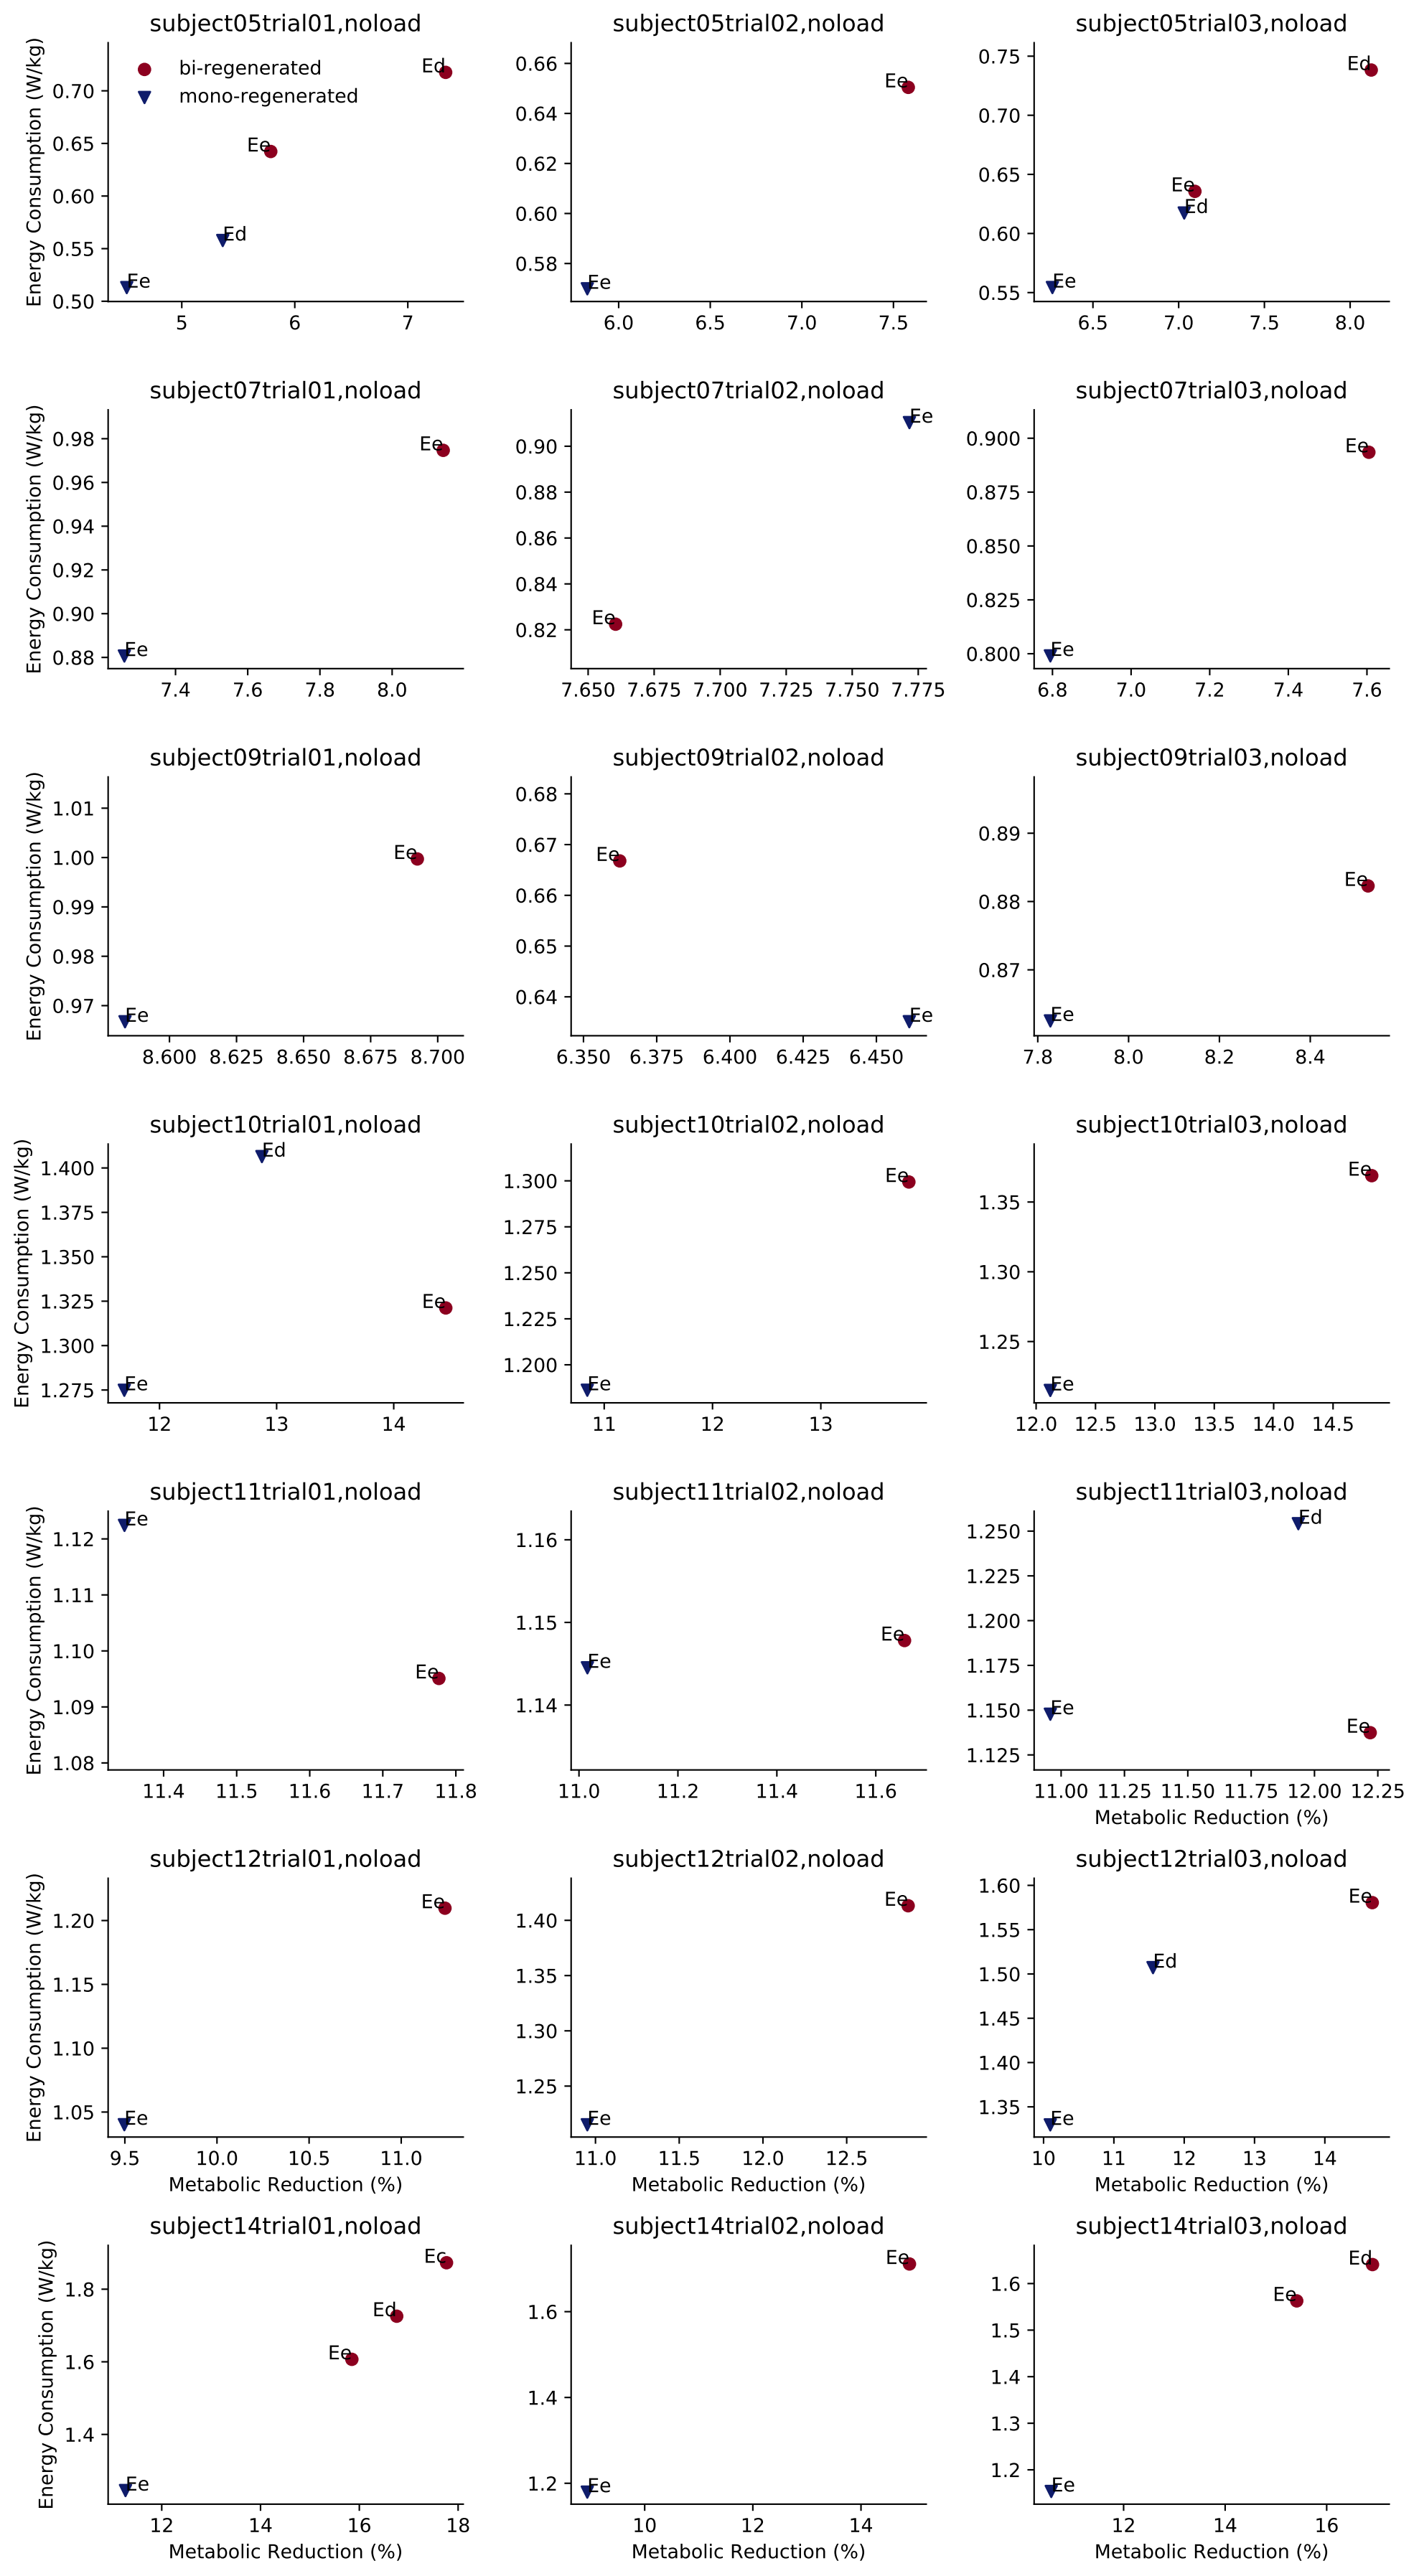 subject05trial01,noload
subject05trial02,noload
subject05trial03,noload
Energy Consumption (W/kg)
bi-regenerated
mono-regenerated
0.70
0.65
0.60
0.55
0.50
Ed
Ee
Ed
Ee
5
6
7
0.66
0.64
0.62
0.60
0.58
Ee
Ee
6.0
6.5
7.0
7.5
0.75
0.70
0.65
0.60
0.55
Ed
Ee
Ed
Ee
6.5
7.0
7.5
8.0
subject07trial01,noload
subject07trial02,noload
subject07trial03,noload
Energy Consumption (W/kg)
0.98
0.96
0.94
0.92
0.90
0.88
Ee
Ee
7.4
7.6
7.8
8.0
0.90
0.88
0.86
0.84
0.82
Ee
Ee
7.650
7.675
7.700
7.725
7.750
7.775
0.900
0.875
0.850
0.825
0.800
Ee
Ee
6.8
7.0
7.2
7.4
7.6
subject09trial01,noload
subject09trial02,noload
subject09trial03,noload
Energy Consumption (W/kg)
1.01
1.00
0.99
0.98
0.97
Ee
Ee
8.600
8.625
8.650
8.675
8.700
0.68
0.67
0.66
0.65
0.64
Ee
Ee
6.350
6.375
6.400
6.425
6.450
0.89
0.88
0.87
Ee
Ee
7.8
8.0
8.2
8.4
subject10trial01,noload
subject10trial02,noload
subject10trial03,noload
Energy Consumption (W/kg)
1.400
1.375
1.350
1.325
1.300
1.275
Ed
Ee
Ee
12
13
14
1.300
1.275
1.250
1.225
1.200
Ee
Ee
11
12
13
1.35
1.30
1.25
Ee
Ee
12.0
12.5
13.0
13.5
14.0
14.5
subject11trial01,noload
subject11trial02,noload
subject11trial03,noload
Energy Consumption (W/kg)
1.12
1.11
1.10
1.09
1.08
Ee
Ee
11.4
11.5
11.6
11.7
11.8
1.16
1.15
1.14
Ee
Ee
11.0
11.2
11.4
11.6
1.250
1.225
1.200
1.175
1.150
1.125
Ed
Ee
Ee
11.00
11.25
11.50
11.75
12.00
12.25
Metabolic Reduction (%)
subject12trial01,noload
subject12trial02,noload
subject12trial03,noload
Energy Consumption (W/kg)
1.20
1.15
1.10
1.05
Ee
Ee
9.5
10.0
10.5
11.0
Metabolic Reduction (%)
1.40
1.35
1.30
1.25
Ee
Ee
11.0
11.5
12.0
12.5
Metabolic Reduction (%)
1.60
1.55
1.50
1.45
1.40
1.35
Ee
Ed
Ee
10
11
12
13
14
Metabolic Reduction (%)
subject14trial01,noload
subject14trial02,noload
subject14trial03,noload
Energy Consumption (W/kg)
1.8
1.6
1.4
Ec
Ed
Ee
Ee
12
14
16
18
Metabolic Reduction (%)
1.6
1.4
1.2
Ee
Ee
10
12
14
Metabolic Reduction (%)
1.6
1.5
1.4
1.3
1.2
Ed
Ee
Ee
12
14
16
Metabolic Reduction (%)